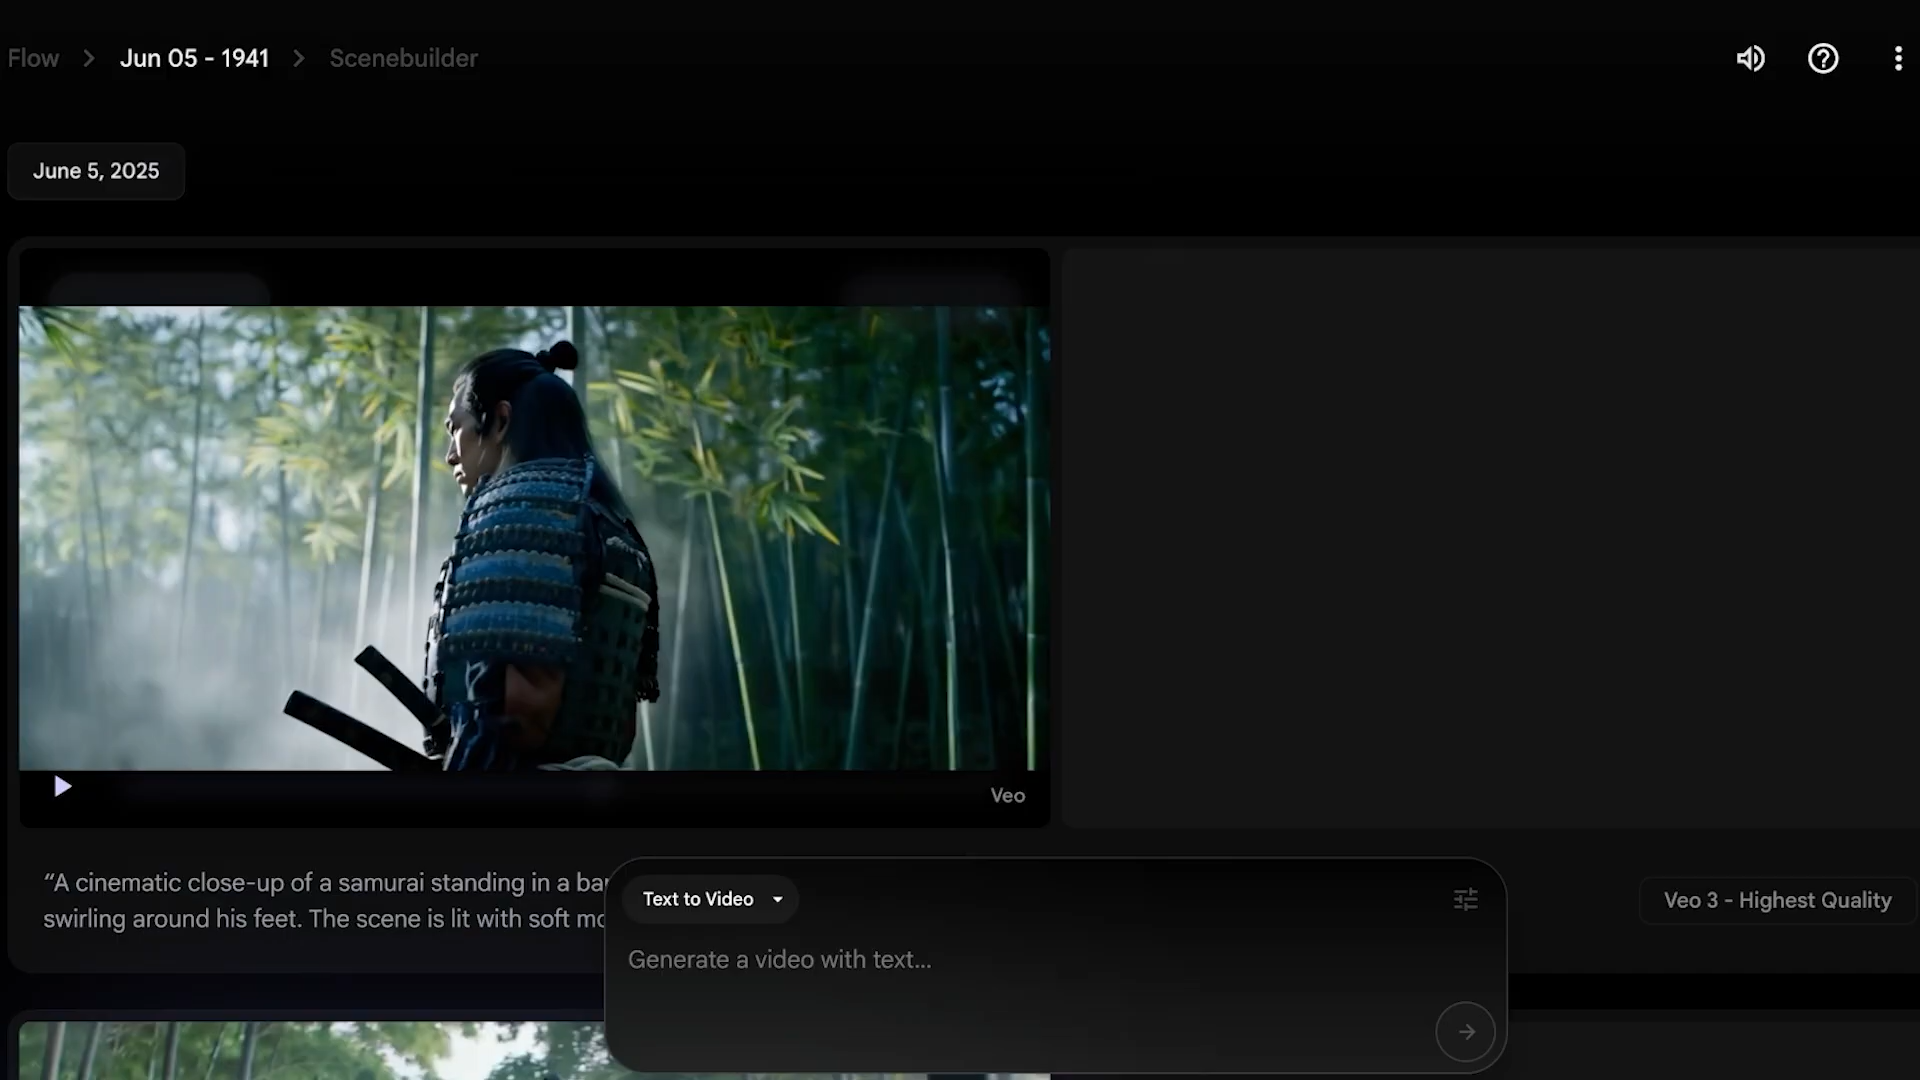 Flow > Jun 05 - 1941 > Scenebuilder
June 5, 2025
Veo
“A cinematic close-up of a samurai standing in a
swirling around his feet. The scene is lit with soft
Text to Video
Veo 3 - Highest Quality
Generate a video with text...